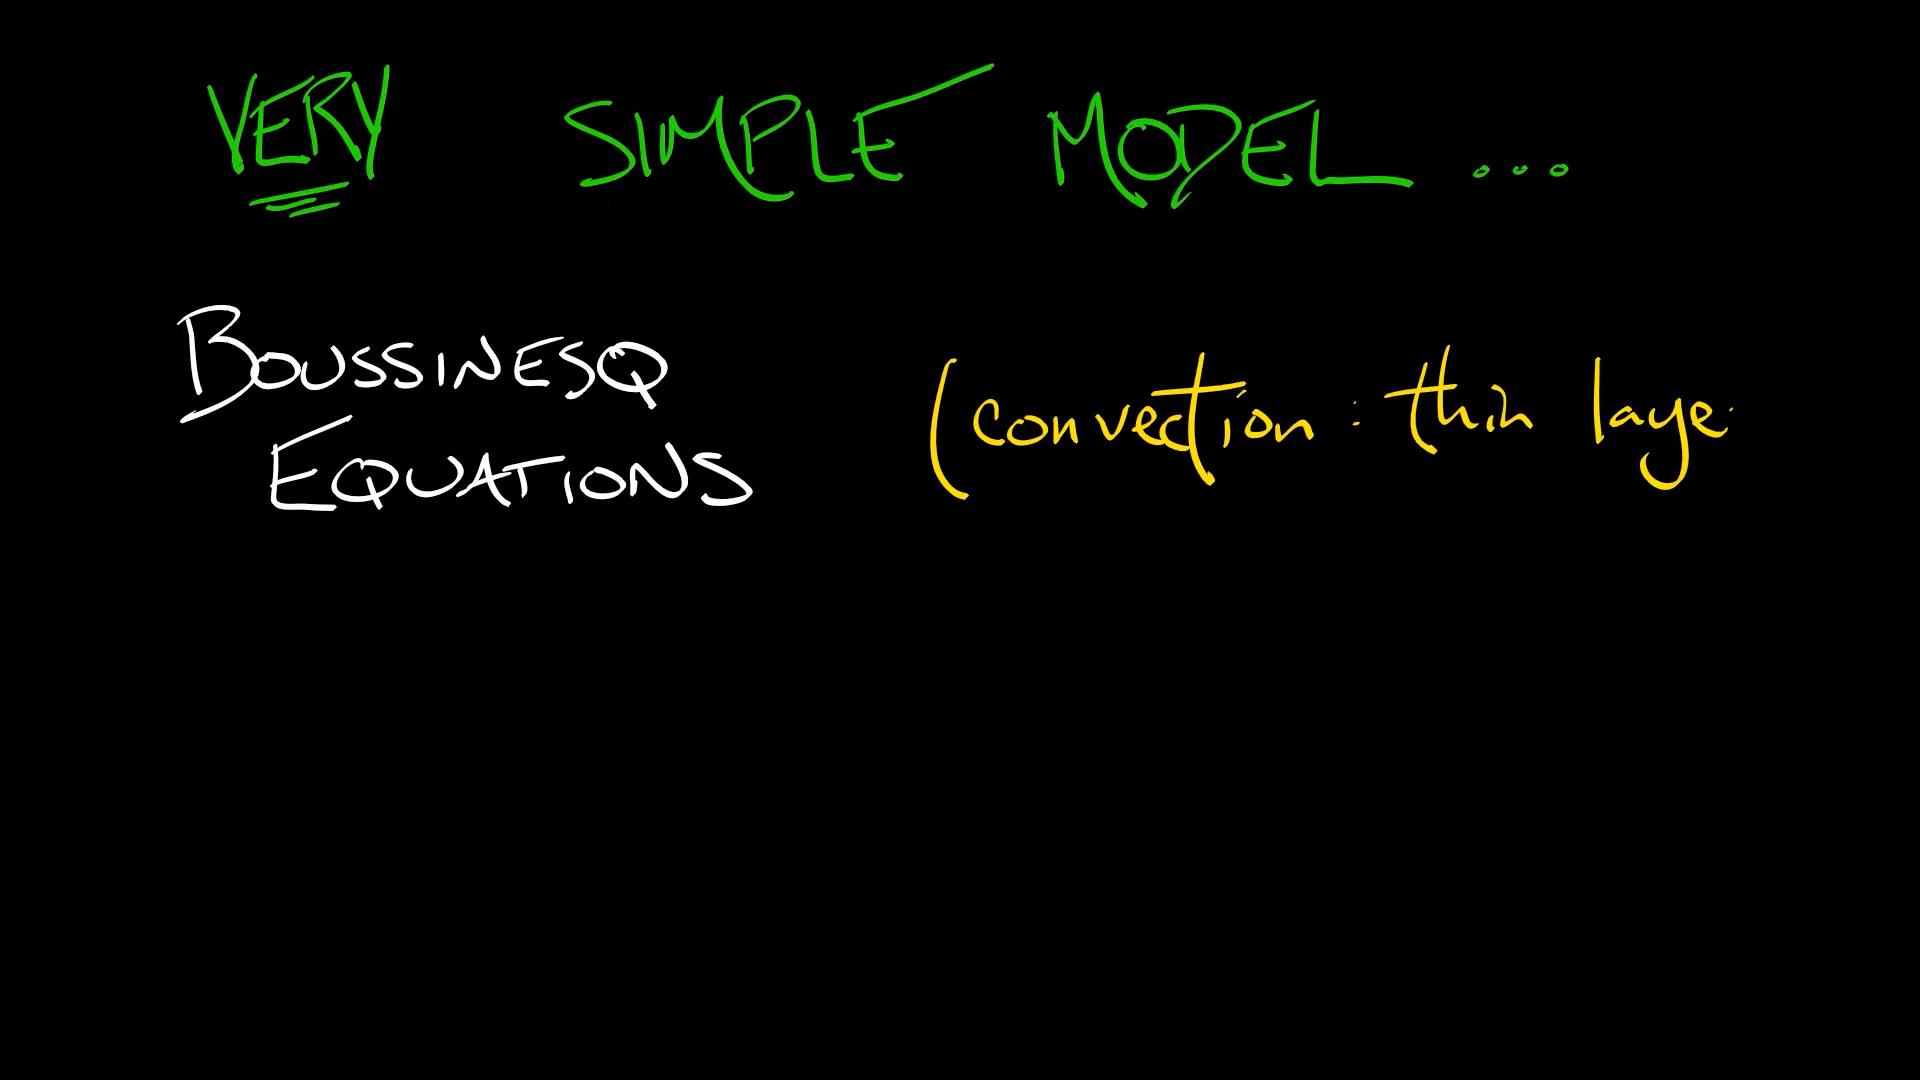 VERY SIMPLE MODEL ...
BOUSSINESQ
EQUATIONS
(convection : thin laye